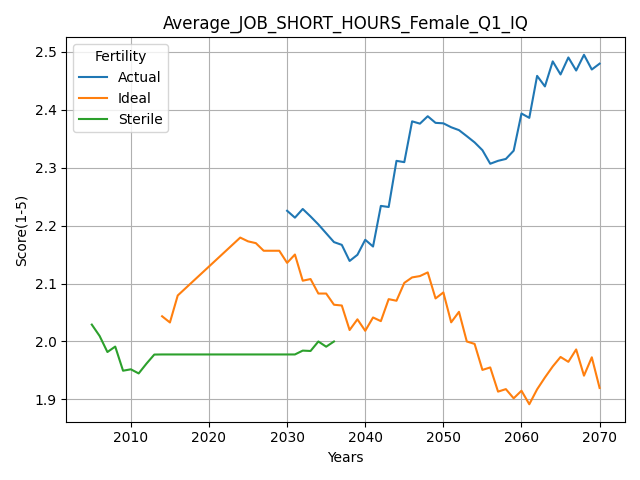 Average_JOB_SHORT_HOURS_Female_Q1_IQ
Fertility
Actual
Ideal
Sterile
Score(1-5)
2.5
2.4
2.3
2.2
2.1
2.0
1.9
2010 2020 2030 2040 2050 2060 2070
Years